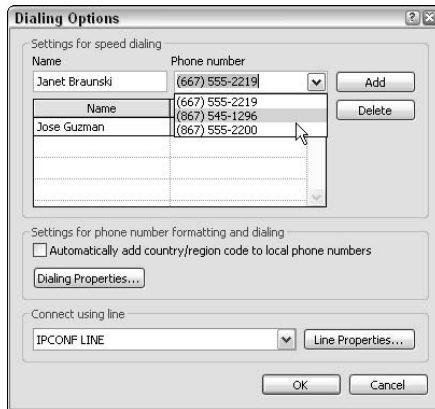 Dialing Options
Settings for speed dialing
Name Phone number
Janet Braunski (667) 555-2219 Add
Name (667) 555-2219 Delete
(867) 545-1296
Jose Guzman (867) 555-2200
Settings for phone number formatting and dialing
Automatically add country/region code to local phone numbers
Dialing Properties...
Connect using line
IPCONF LINE Line Properties...
OK Cancel